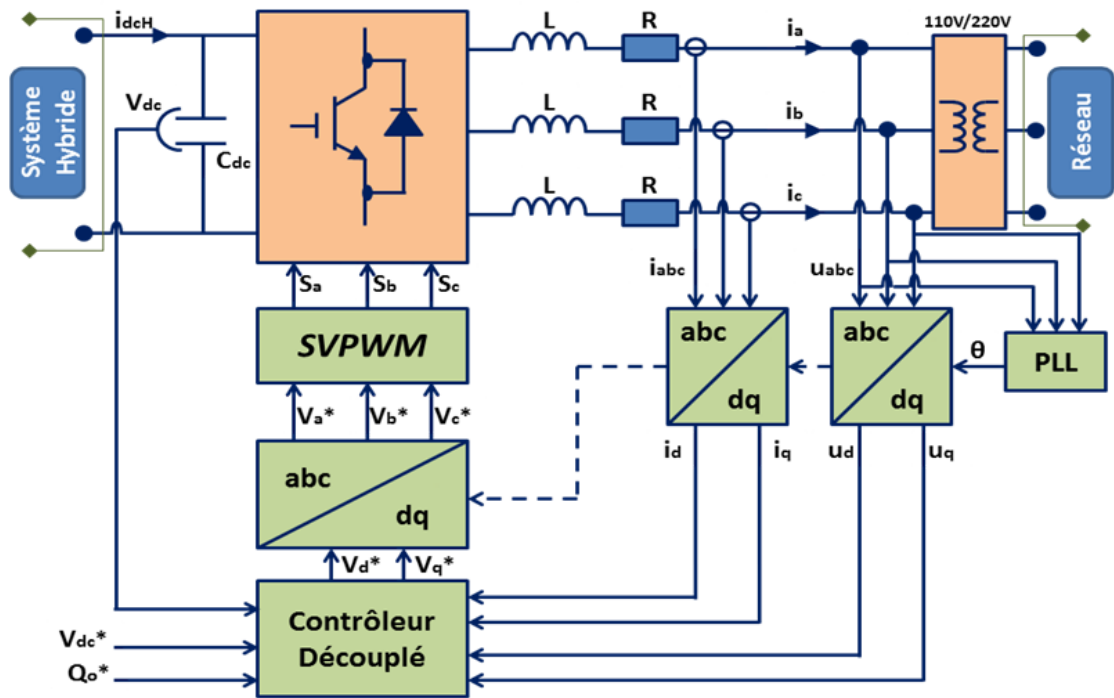 idcH
L
R
ia
110V/220V
Système
Hybride
Vdc
Cdc
L
R
ib
Réseau
L
R
ic
Sa
Sb
Sc
iabc
uabc
SVPWM
abc
dq
abc
dq
θ
PLL
Va*
Vb*
Vc*
id
iq
ud
uq
abc
dq
Vd*
Vq*
Contrôleur
Découplé
Vdc*
Qo*